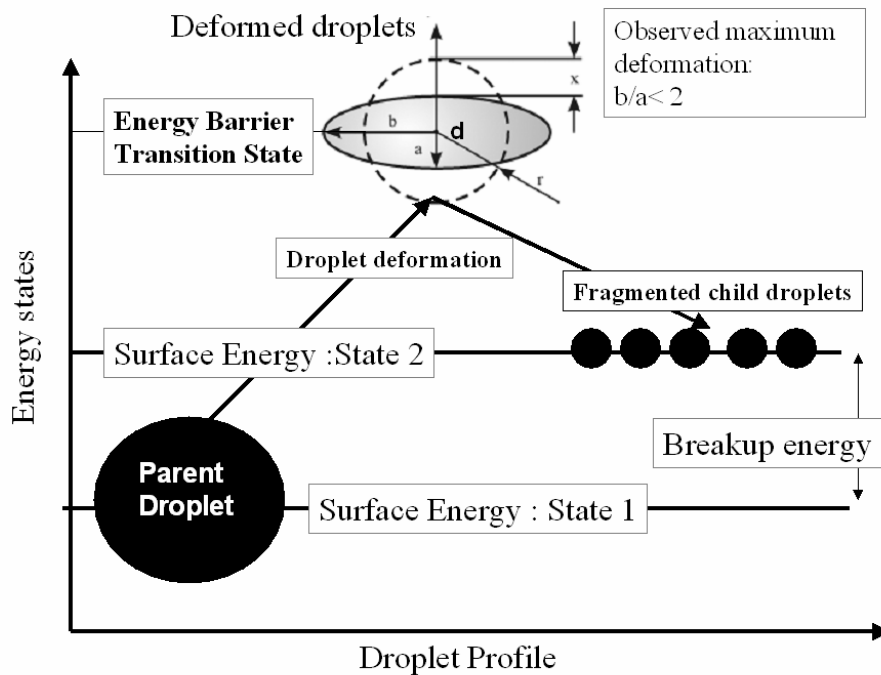 Deformed droplets
Observed maximum
deformation:
b/a< 2
x
Energy Barrier
Transition State
b
d
a
r
Droplet deformation
Fragmented child droplets
Energy states
Surface Energy :State 2
Breakup energy
Parent
Droplet
Surface Energy : State 1
Droplet Profile